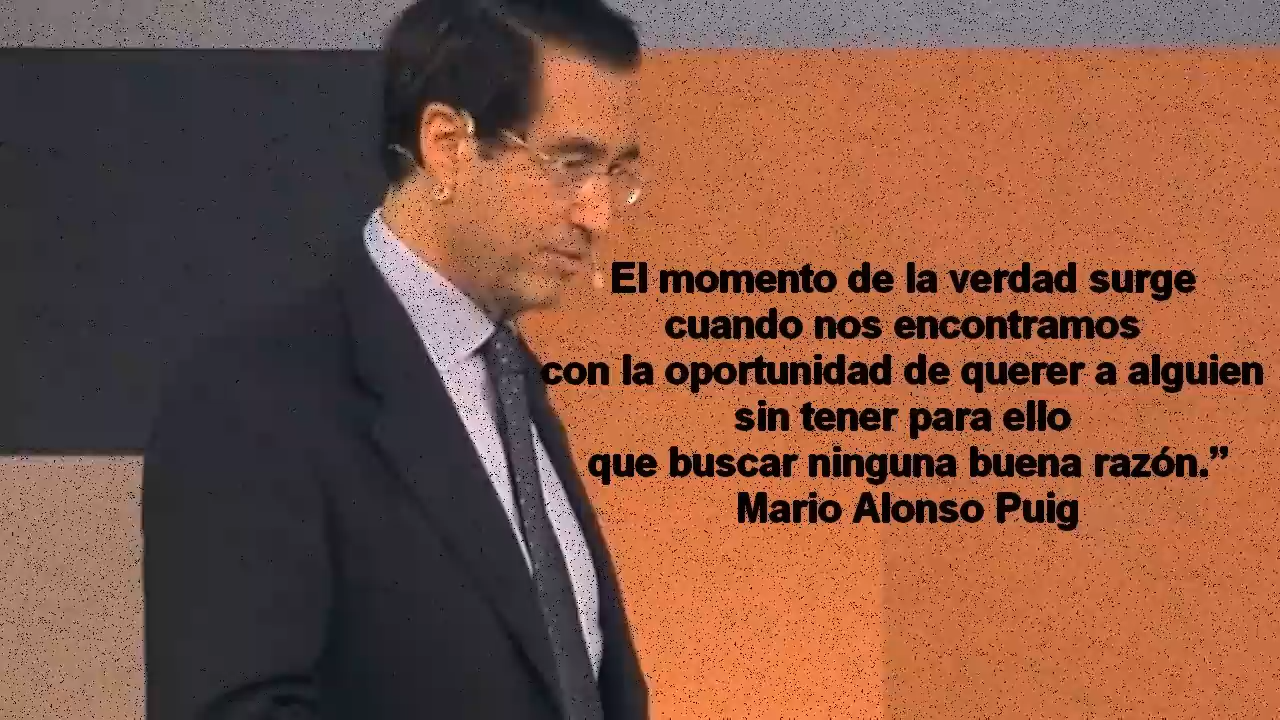 El momento de la verdad surge
cuando nos encontramos
con la oportunidad de querer a alguien
sin tener para ello
que buscar ninguna buena razón.”
Mario Alonso Puig